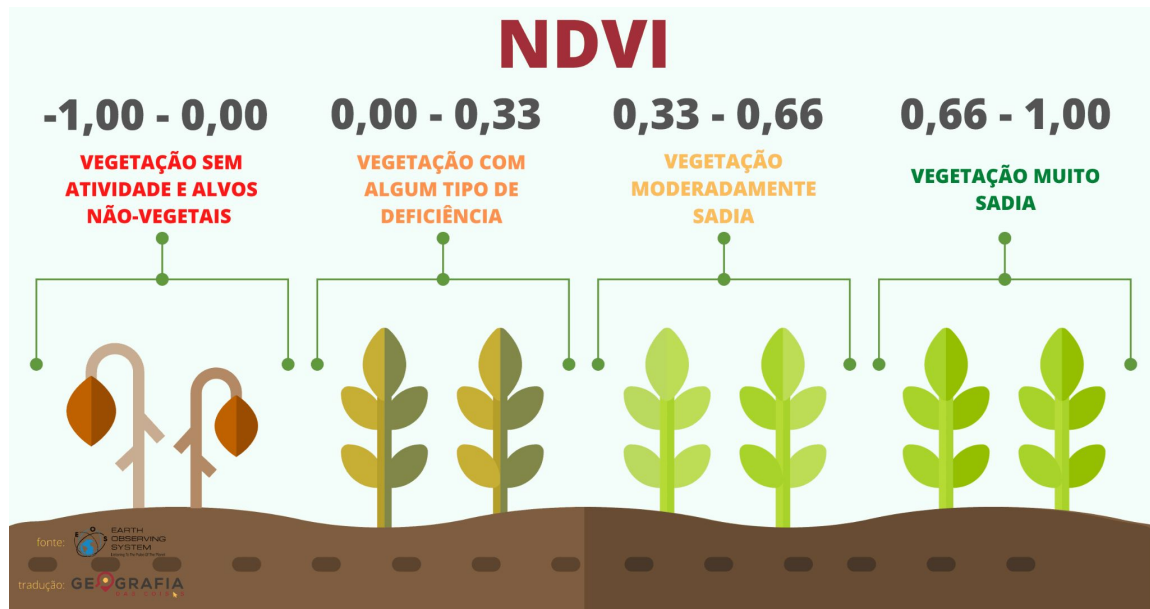 NDVI
-1,00 - 0,00
VEGETAÇÃO SEM
ATIVIDADE E ALVOS
NÃO-VEGETAIS
0,00 - 0,33
VEGETAÇÃO COM
ALGUM TIPO DE
DEFICIÊNCIA
0,33 - 0,66
VEGETAÇÃO
MODERADAMENTE
SADIA
0,66 - 1,00
VEGETAÇÃO MUITO
SADIA
fonte:
EARTH
OBSERVING
SYSTEM
tradução: GEOGRAFIA